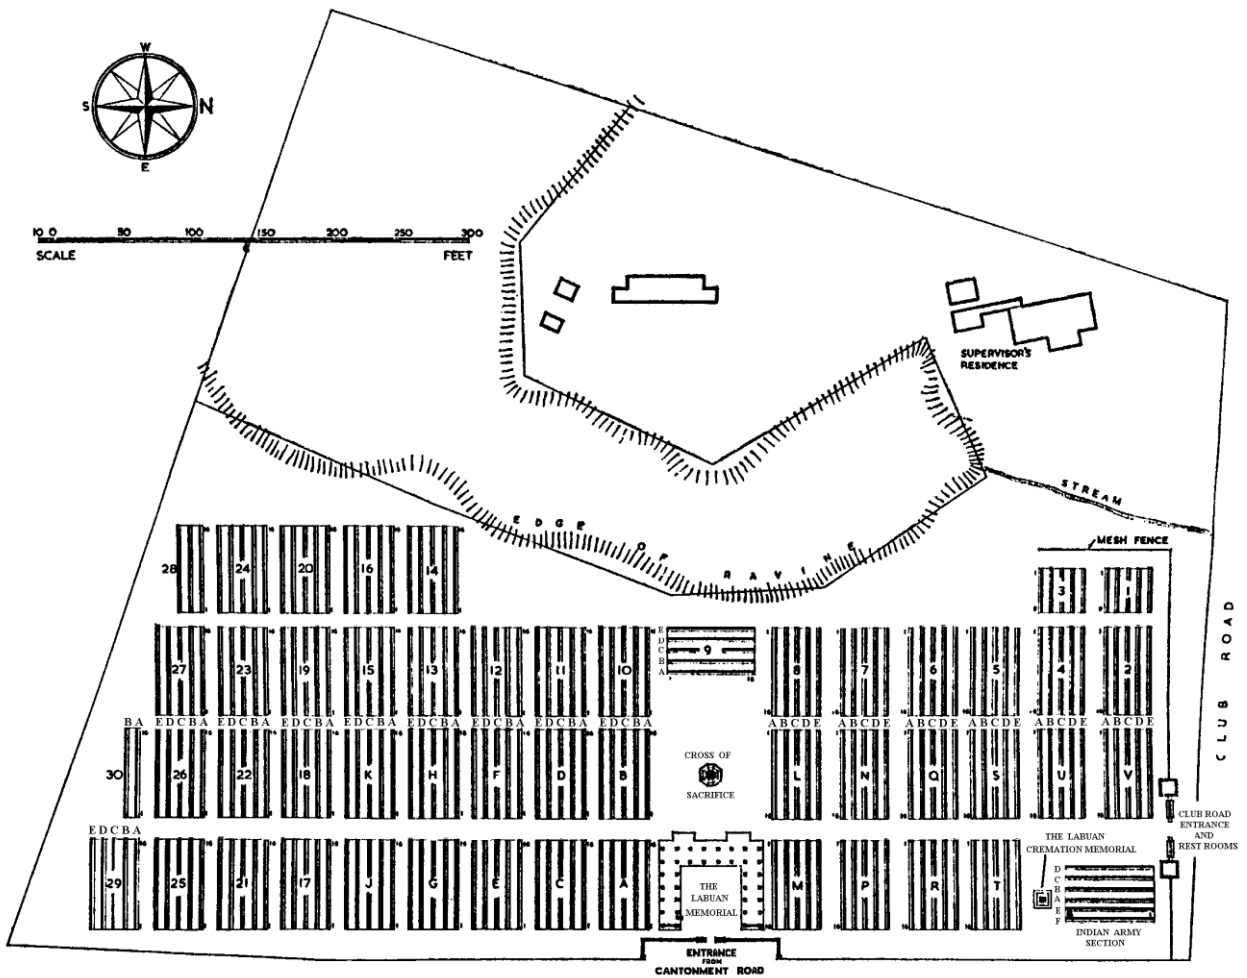 W
S N
E
10 0 50 100 150 200 250 300
SCALE FEET
SUPERVISOR'S
RESIDENCE
STREAM
EDGE OF RAVINE
MESH FENCE
CLUB ROAD
28 24 20 16 14 3 1
E
D
C
B
A
9
27 23 19 15 13 12 11 10 8 7 6 5 4 2
B A E D C B A E D C B A E D C B A E D C B A E D C B A E D C B A E D C B A E D C B A A B C D E A B C D E A B C D E A B C D E A B C D E A B C D E
30 26 22 18 K H F D B L N Q S U V
CROSS OF
SACRIFICE
CLUB ROAD
ENTRANCE
AND
REST ROOMS
E D C B A
THE LABUAN
CREMATION MEMORIAL
29 25 21 17 J G E C A M P R T
THE
LABUAN
MEMORIAL
D
C
B
A
E
F
INDIAN ARMY
SECTION
ENTRANCE
FROM
CANTONMENT ROAD